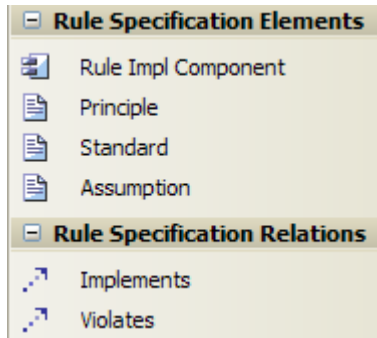 Rule Specification Elements
Rule Impl Component
Principle
Standard
Assumption
Rule Specification Relations
Implements
Violates